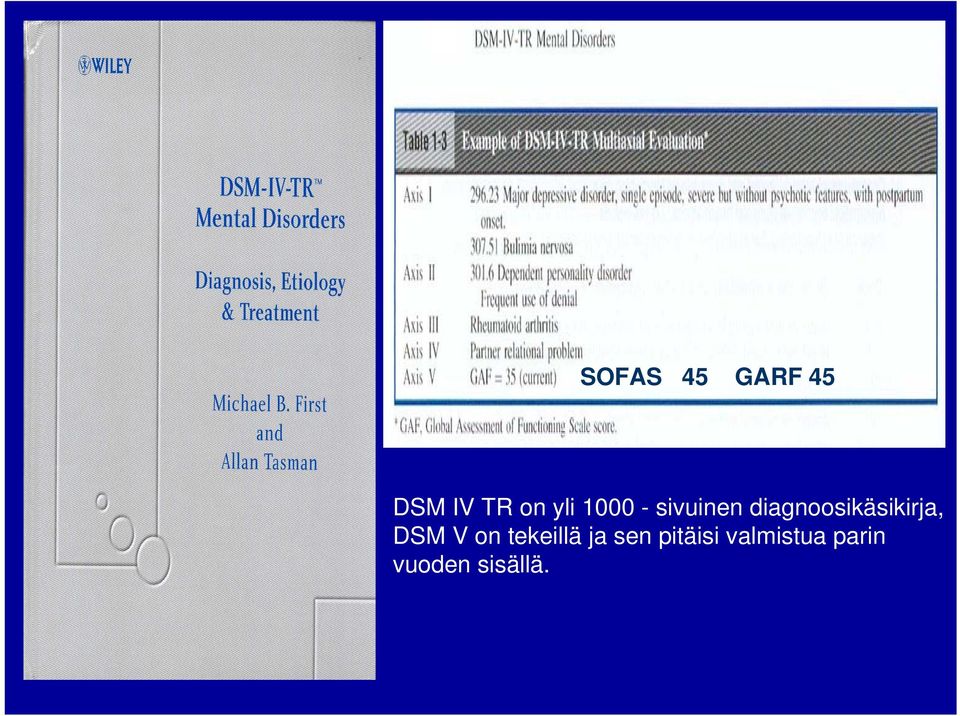 WILEY
DSM-IV-TR™
Mental Disorders
Diagnosis, Etiology
& Treatment
Michael B. First
and
Allan Tasman
DSM-IV-TR Mental Disorders
Table 1-3 Example of DSM-IV-TR Multiaxial Evaluation*
Axis I 296.23 Major depressive disorder, single episode, severe but without psychotic features, with postpartum
onset.
307.51 Bulimia nervosa
Axis II 301.6 Dependent personality disorder
Frequent use of denial
Axis III Rheumatoid arthritis
Axis IV Partner relational problem
Axis V GAF = 35 (current) SOFAS 45 GARF 45
*GAF, Global Assessment of Functioning Scale score.
DSM IV TR on yli 1000 - sivuinen diagnoosikäsikirja,
DSM V on tekeillä ja sen pitäisi valmistua parin
vuoden sisällä.